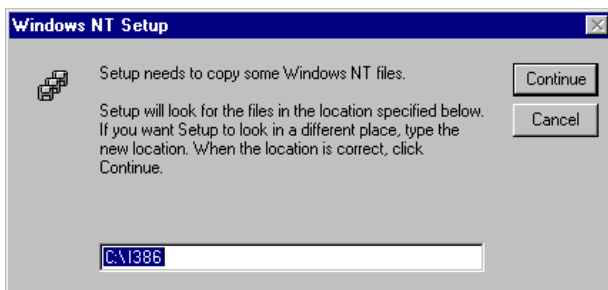 Windows NT Setup
Setup needs to copy some Windows NT files.
Continue
Setup will look for the files in the location specified below.
If you want Setup to look in a different place, type the
new location. When the location is correct, click
Continue.
Cancel
C:\I386